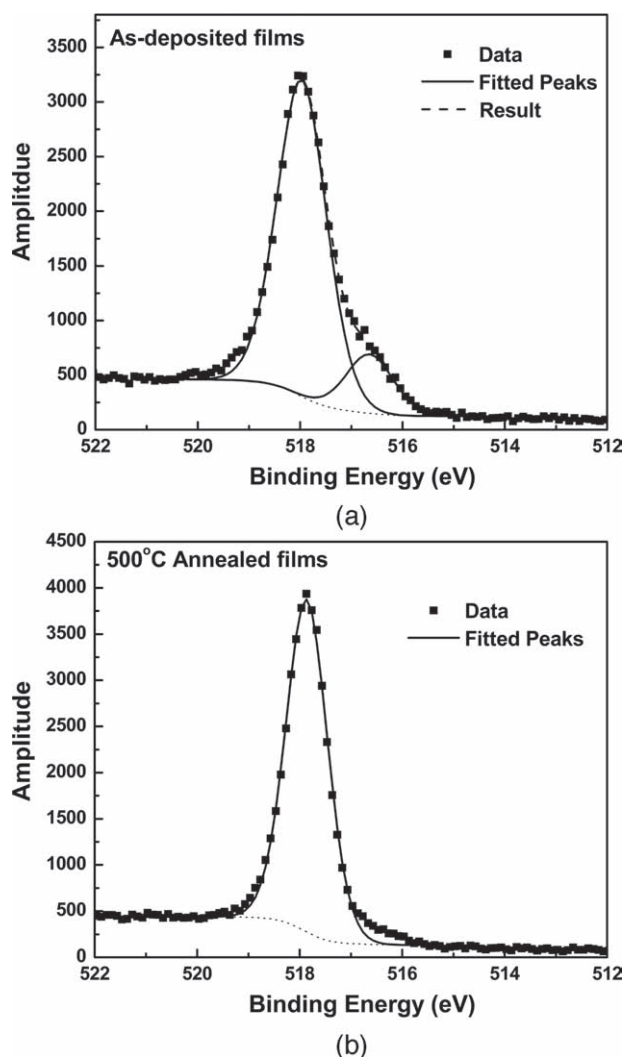 As-deposited films
Data
Fitted Peaks
Result
3500
3000
2500
2000
1500
1000
500
0
Amplitdue
522 520 518 516 514 512
Binding Energy (eV)
(a)
500°C Annealed films
Data
Fitted Peaks
4500
4000
3500
3000
2500
2000
1500
1000
500
0
Amplitude
522 520 518 516 514 512
Binding Energy (eV)
(b)